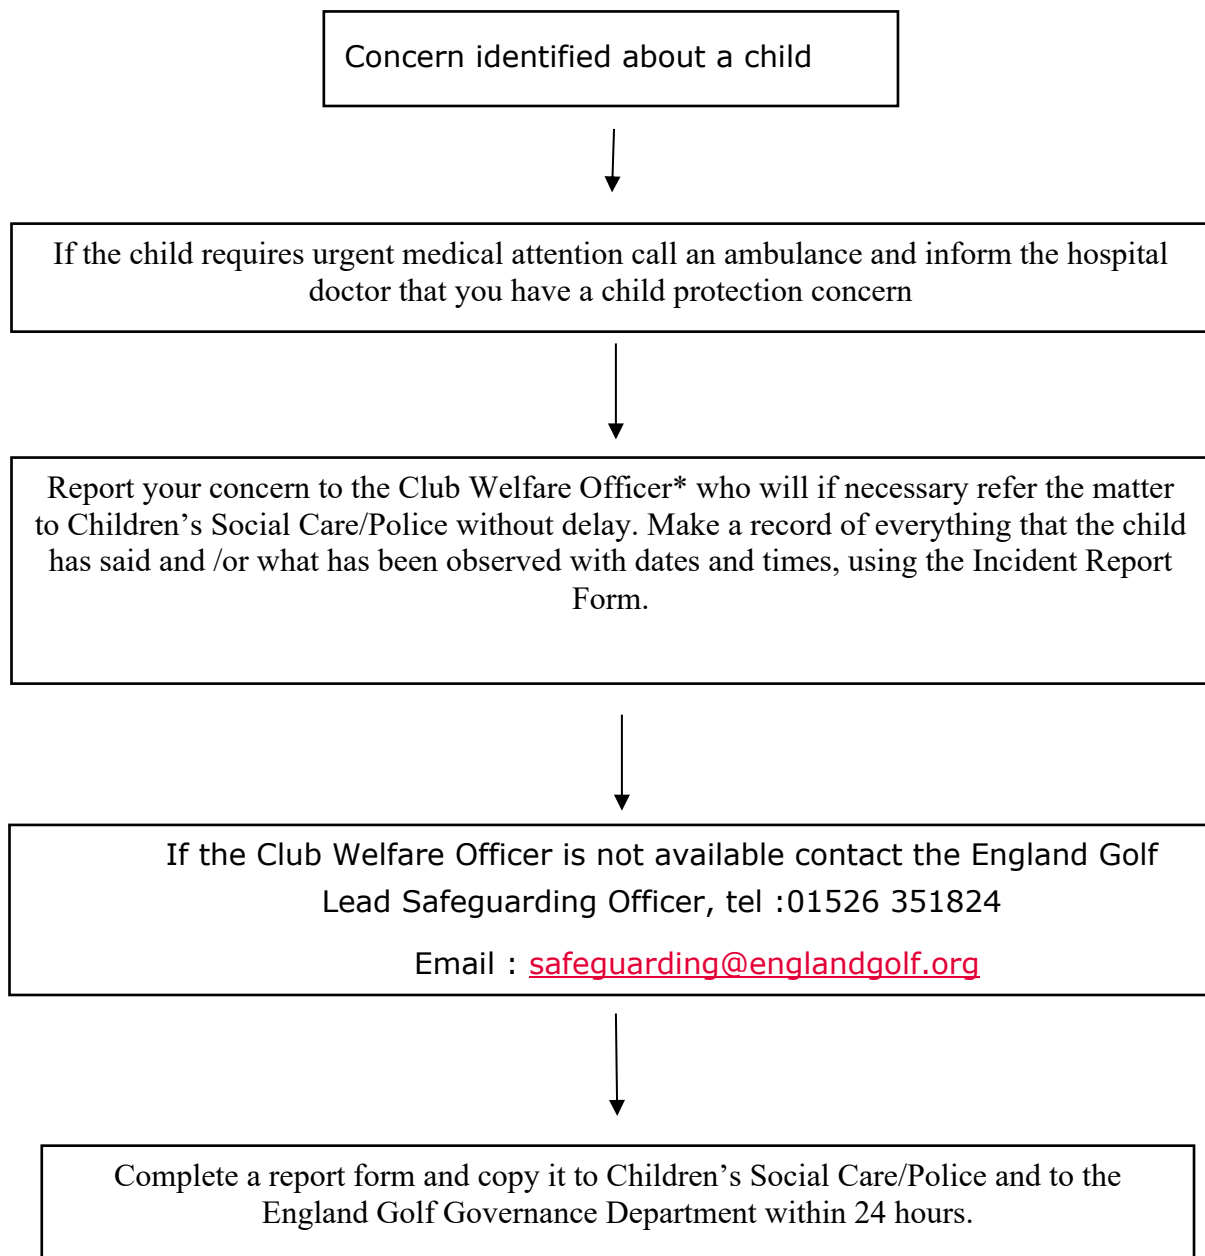 Concern identified about a child
If the child requires urgent medical attention call an ambulance and inform the hospital
doctor that you have a child protection concern
Report your concern to the Club Welfare Officer* who will if necessary refer the matter
to Children’s Social Care/Police without delay. Make a record of everything that the child
has said and /or what has been observed with dates and times, using the Incident Report
Form.
If the Club Welfare Officer is not available contact the England Golf
Lead Safeguarding Officer, tel :01526 351824
Email : safeguarding@englandgolf.org
Complete a report form and copy it to Children’s Social Care/Police and to the
England Golf Governance Department within 24 hours.